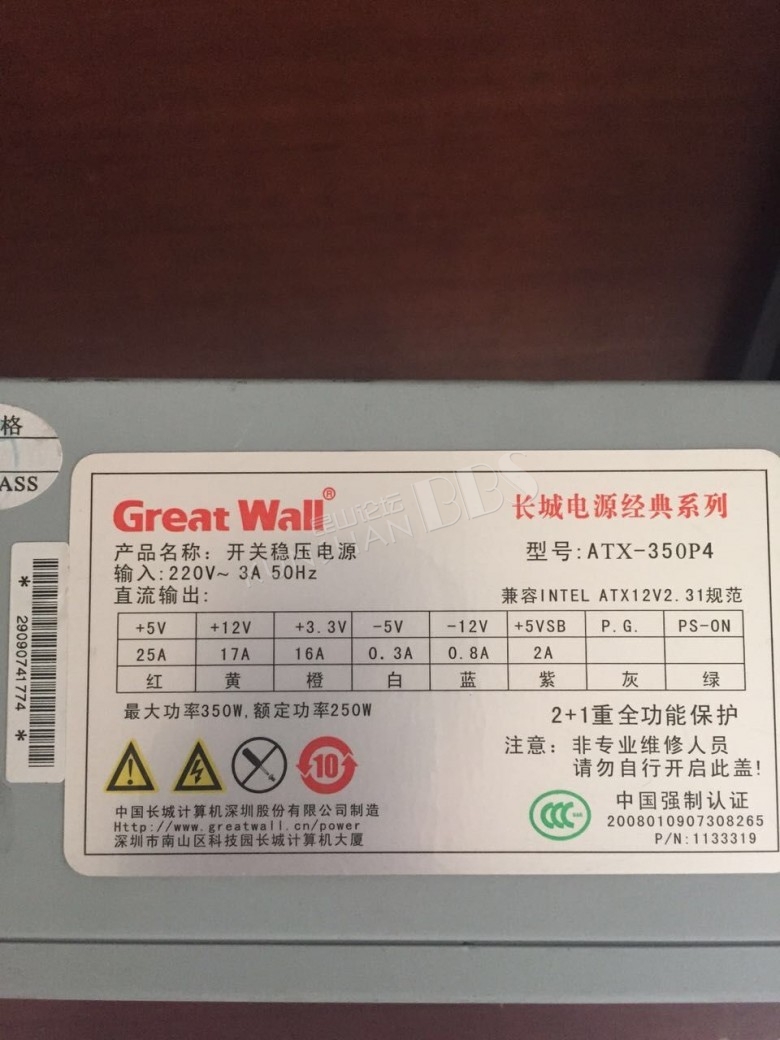 格
ASS
Great Wall®
长城电源经典系列
产品名称: 开关稳压电源
型号:ATX-350P4
输入:220V~ 3A 50Hz
直流输出:
兼容INTEL ATX12V2.31规范
+5V +12V +3.3V -5V -12V +5VSB P.G. PS-ON
25A 17A 16A 0.3A 0.8A 2A
红 黄 橙 白 蓝 紫 灰 绿
最大功率350W,额定功率250W
2+1重全功能保护
注意: 非专业维修人员
请勿自行开启此盖!
10
中国长城计算机深圳股份有限公司制造
Http://www.greatwall.cn/power
深圳市南山区科技园长城计算机大厦
中国强制认证
2008010907308265
P/N:1133319
* 29090741774 *
昆山论坛
BBS